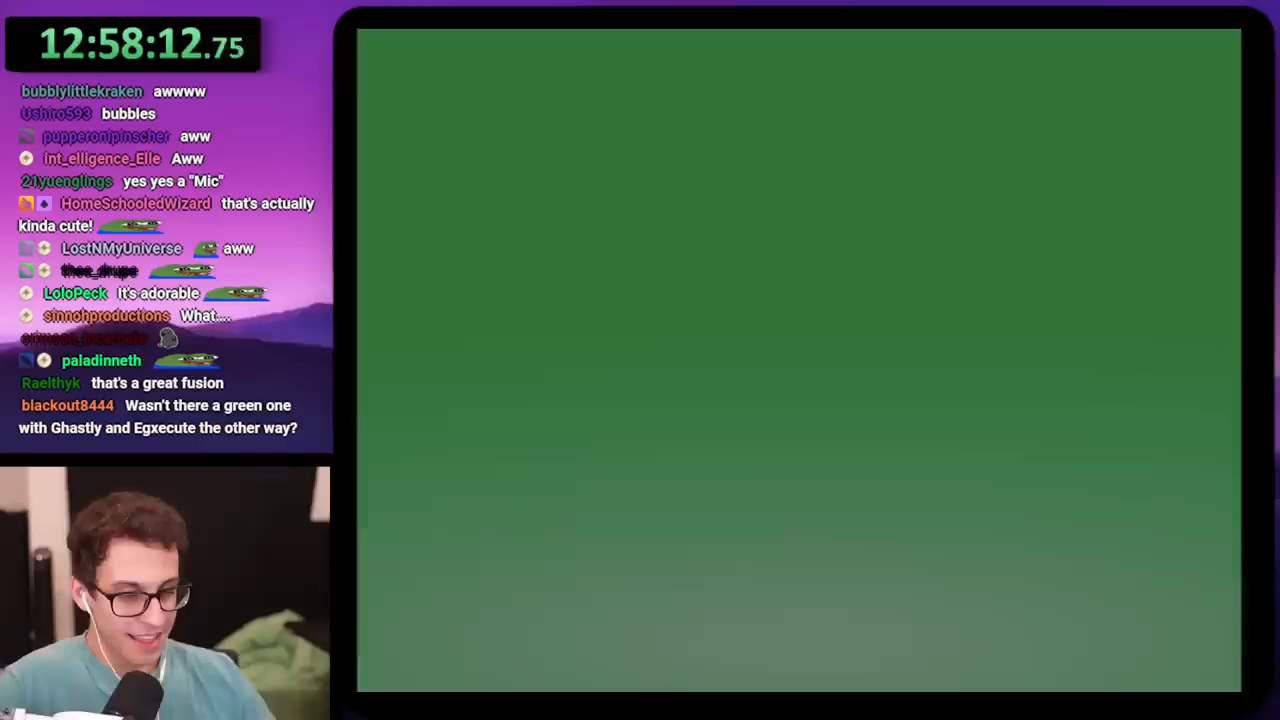 12:58:12.75
bubblylittlekraken awwww
Ushiro593 bubbles
pupperonipinscher aww
int_elligence_Elle Aww
21yuenglings yes yes a "Mic"
HomeSchooledWizard that's actually
kinda cute!
LostNMyUniverse aww
LoloPeck It's adorable
sinnohproductions What....
paladinneth
Raelthyk that's a great fusion
blackout8444 Wasn't there a green one
with Ghastly and Egxecute the other way?